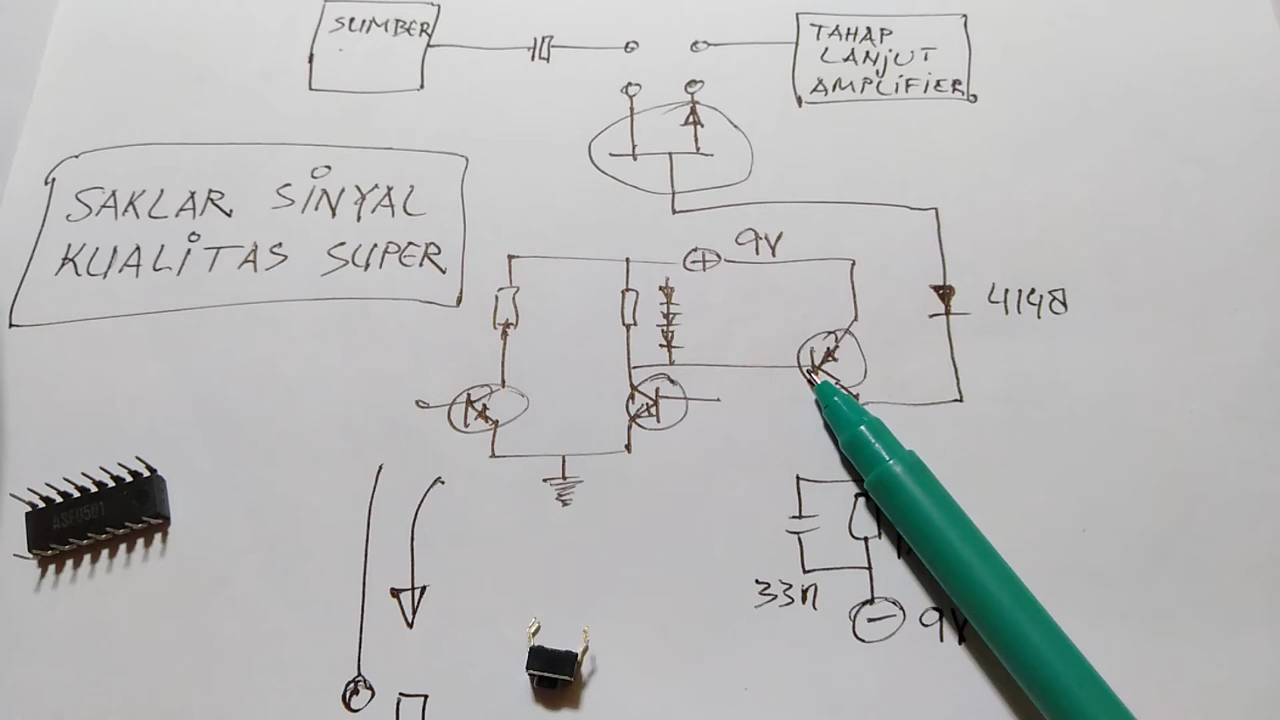 SUMBER
TAHAP
LANJUT
AMPLIFIER
SAKLAR SINYAL
KUALITAS SUPER
9V
4148
33n
9V